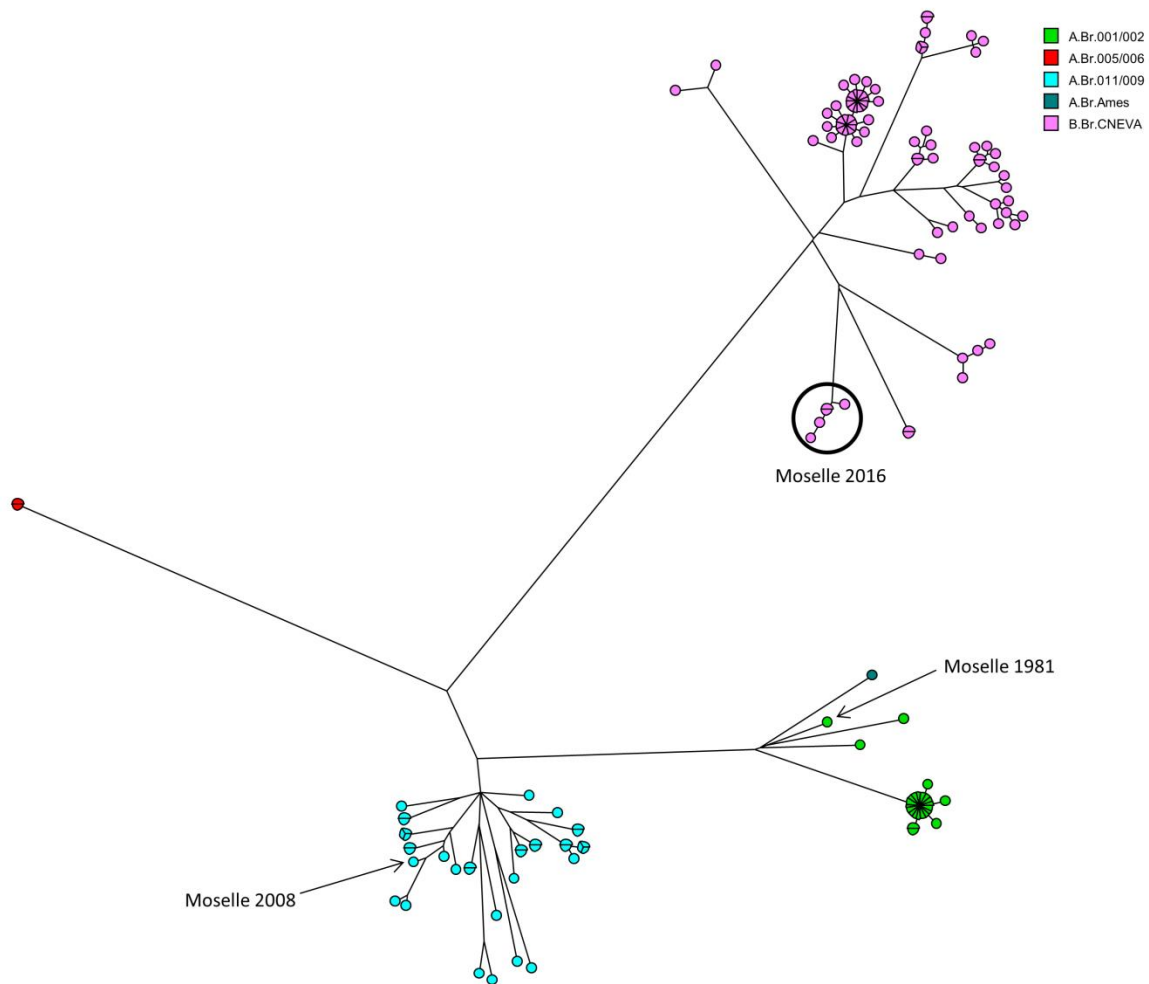 A.Br.001/002
A.Br.005/006
A.Br.011/009
A.Br.Ames
B.Br.CNEVA
Moselle 2016
Moselle 1981
Moselle 2008